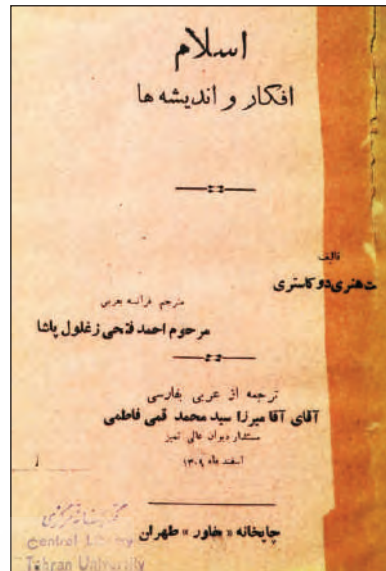 اسلام
افکار و اندیشه ها
تالیف
هنری دو کاستری
مترجم فرانسه بعربی
مرحوم احمد فتحی زغلول پاشا
ترجمه از عربی بفارسی
آقای آقا میرزا سید محمد قمی فاطمی
مستشار دیوان عالی تمیز
اسفند ماه ۱۳۰۹
Central Library
Tehran University
چاپخانه « خاور » طهران